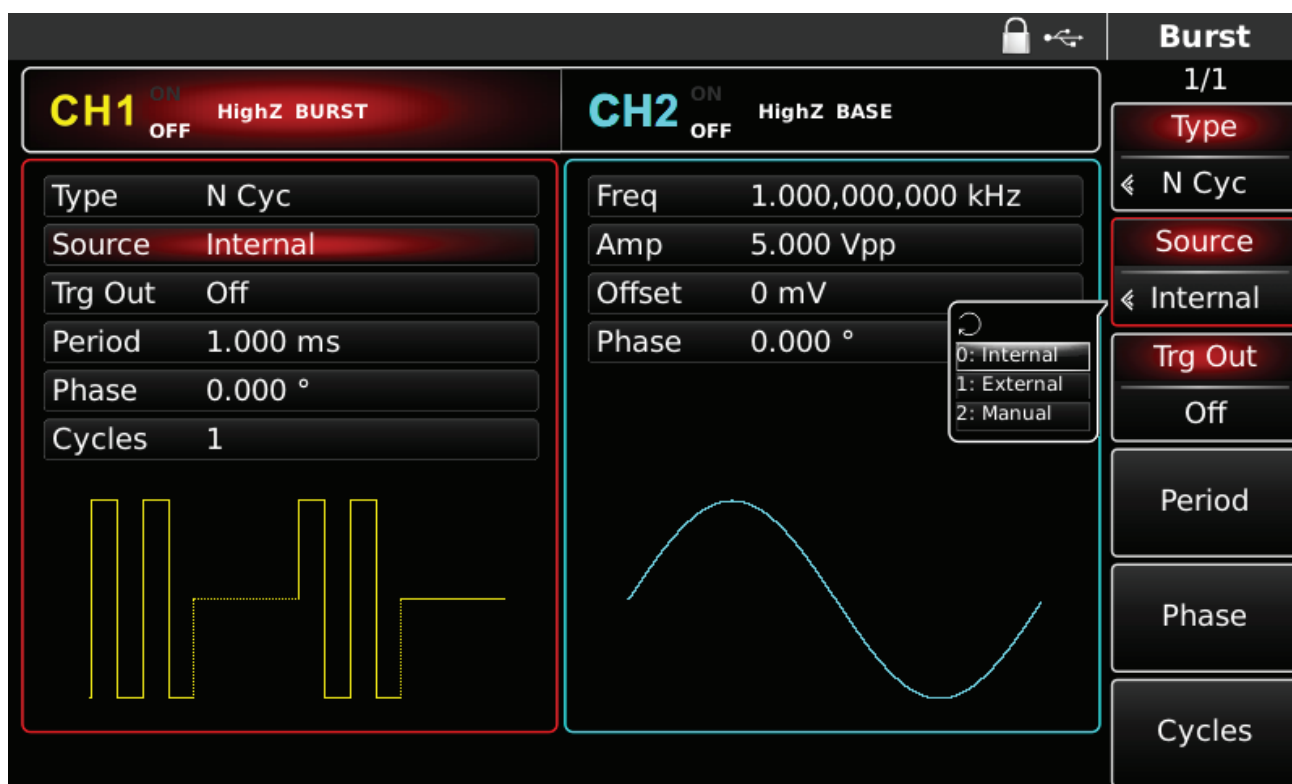 Burst
1/1
CH1 ON OFF HighZ BURST
CH2 ON OFF HighZ BASE
Type N Cyc
Source Internal
Trg Out Off
Period 1.000 ms
Phase 0.000 °
Cycles 1
Freq 1.000,000,000 kHz
Amp 5.000 Vpp
Offset 0 mV
Phase 0.000 °
0: Internal
1: External
2: Manual
Type
N Cyc
Source
Internal
Trg Out
Off
Period
Phase
Cycles